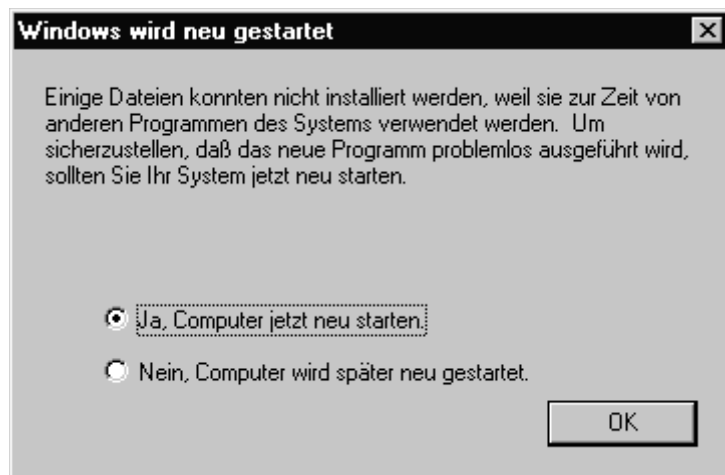 Windows wird neu gestartet
Einige Dateien konnten nicht installiert werden, weil sie zur Zeit von
anderen Programmen des Systems verwendet werden.  Um
sicherzustellen, daß das neue Programm problemlos ausgeführt wird,
sollten Sie Ihr System jetzt neu starten.
Ja, Computer jetzt neu starten.
Nein, Computer wird später neu gestartet.
OK